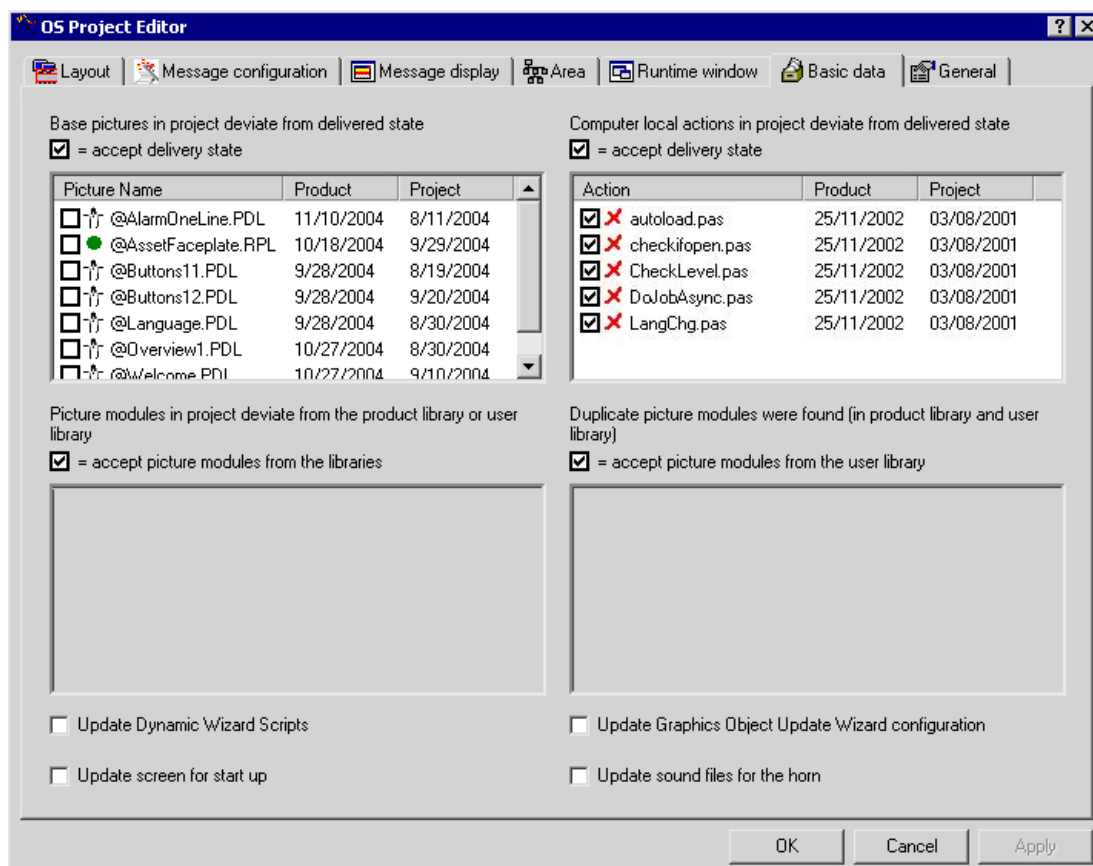 OS Project Editor
Layout Message configuration Message display Area Runtime window Basic data General
Base pictures in project deviate from delivered state
= accept delivery state
Picture Name Product Project
@AlarmOneLine.PDL 11/10/2004 8/11/2004
@AssetFaceplate.RPL 10/18/2004 9/29/2004
@Buttons11.PDL 9/28/2004 8/19/2004
@Buttons12.PDL 9/28/2004 9/20/2004
@Language.PDL 9/28/2004 8/30/2004
@Overview1.PDL 10/27/2004 8/30/2004
@Welcome.PDL 10/27/2004 9/10/2004
Computer local actions in project deviate from delivered state
= accept delivery state
Action Product Project
autoload.pas 25/11/2002 03/08/2001
checkifopen.pas 25/11/2002 03/08/2001
CheckLevel.pas 25/11/2002 03/08/2001
DoJobAsync.pas 25/11/2002 03/08/2001
LangChg.pas 25/11/2002 03/08/2001
Picture modules in project deviate from the product library or user
library
= accept picture modules from the libraries
Duplicate picture modules were found (in product library and user
library)
= accept picture modules from the user library
Update Dynamic Wizard Scripts
Update Graphics Object Update Wizard configuration
Update screen for start up
Update sound files for the horn
OK Cancel Apply